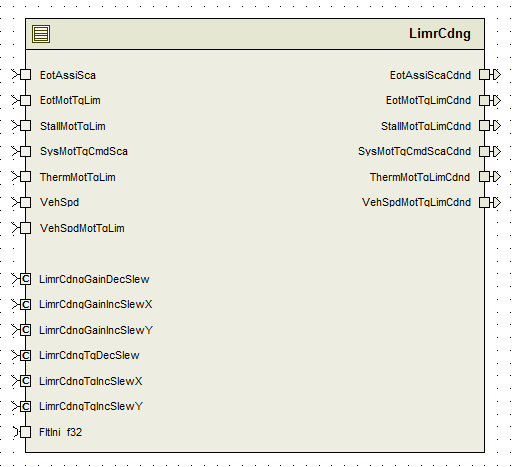 LimrCdng
EotAssiSca EotAssiScaCdnd
EotMotTqLim EotMotTqLimCdnd
StallMotTqLim StallMotTqLimCdnd
SysMotTqCmdSca SysMotTqCmdScaCdnd
ThermMotTqLim ThermMotTqLimCdnd
VehSpd VehSpdMotTqLimCdnd
VehSpdMotTqLim
C LimrCdngGainDecSlew
C LimrCdngGainIncSlewX
C LimrCdngGainIncSlewY
C LimrCdngTqDecSlew
C LimrCdngTqIncSlewX
C LimrCdngTqIncSlewY
FltInj_f32